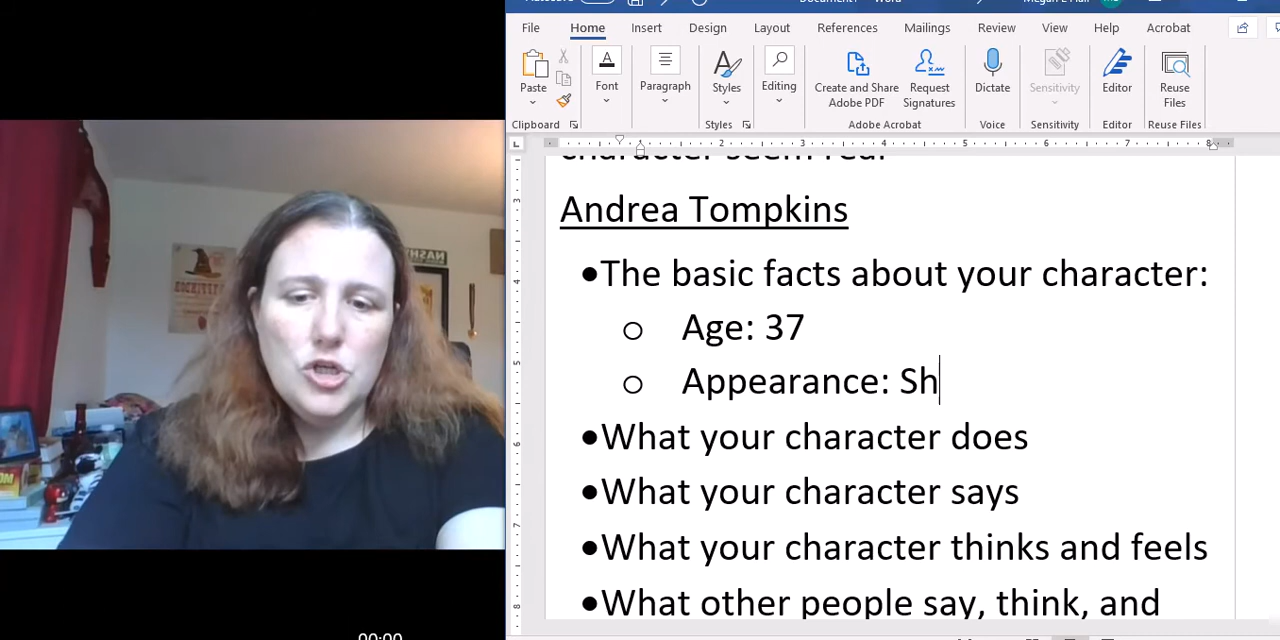 File Home Insert Design Layout References Mailings Review View Help Acrobat
Paste Font Paragraph Styles Editing Create and Share Adobe PDF Request Signatures Dictate Sensitivity Editor Reuse Files
Clipboard Styles Adobe Acrobat Voice Sensitivity Editor Reuse Files
Andrea Tompkins
•The basic facts about your character:
o Age: 37
o Appearance: Sh
•What your character does
•What your character says
•What your character thinks and feels
•What other people say, think, and